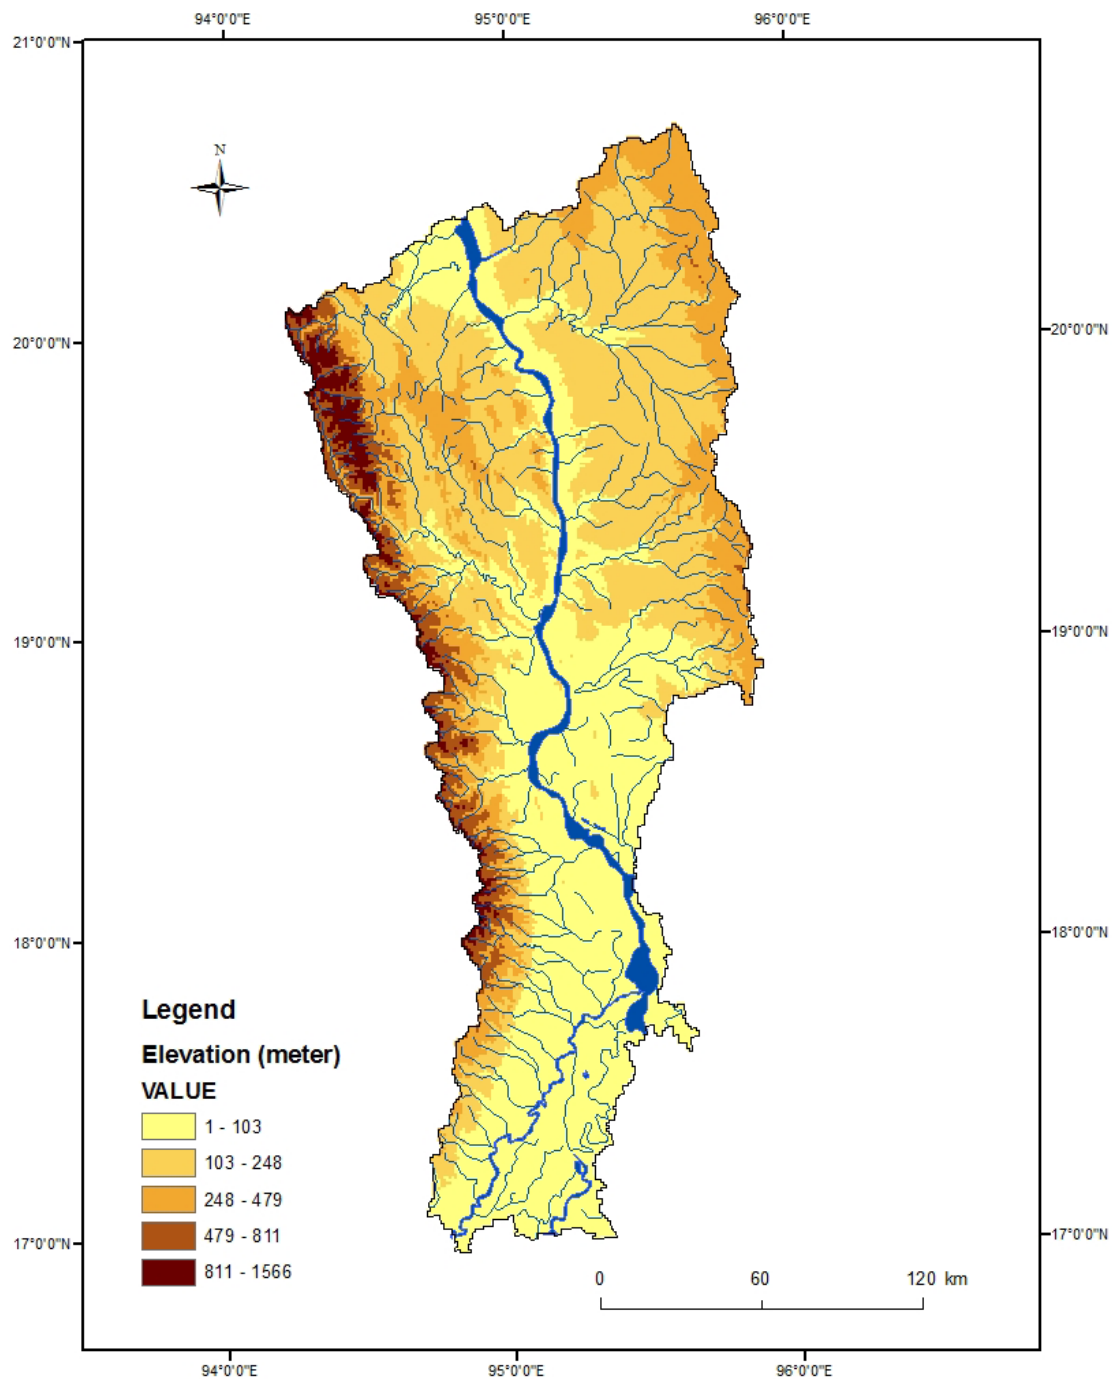 94°0'0"E 95°0'0"E 96°0'0"E
21°0'0"N
N
20°0'0"N 20°0'0"N
19°0'0"N 19°0'0"N
18°0'0"N 18°0'0"N
Legend
Elevation (meter)
VALUE
1 - 103
103 - 248
248 - 479
479 - 811
811 - 1566
17°0'0"N 17°0'0"N
0 60 120 km
94°0'0"E 95°0'0"E 96°0'0"E